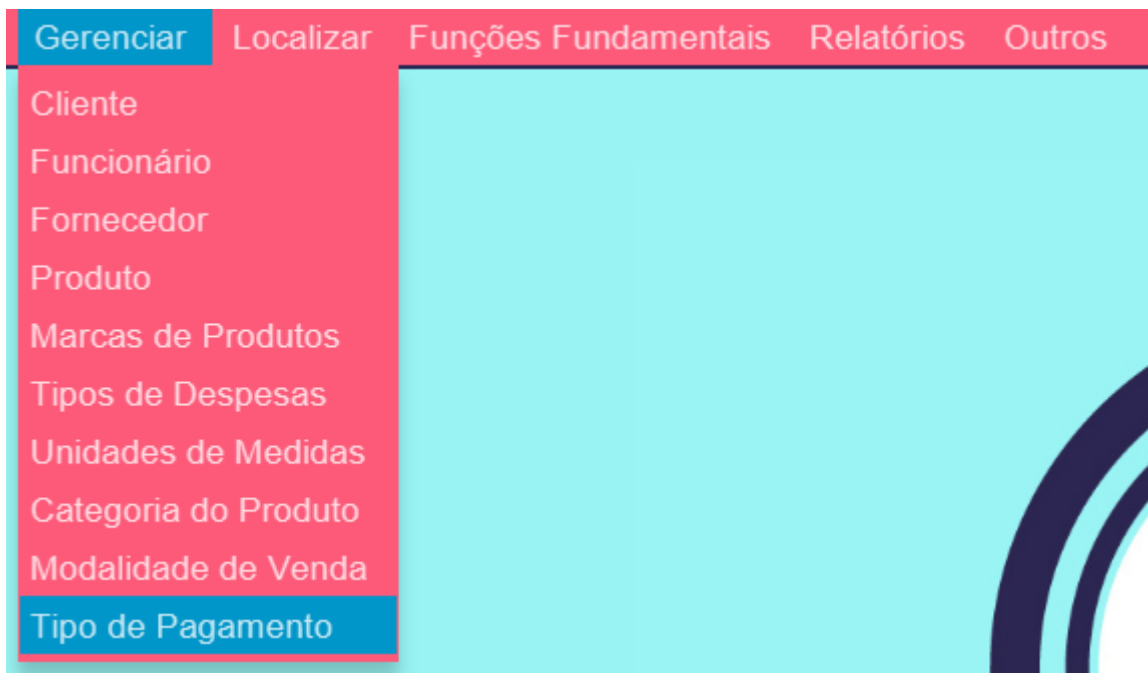 Gerenciar Localizar Funções Fundamentais Relatórios Outros
Cliente
Funcionário
Fornecedor
Produto
Marcas de Produtos
Tipos de Despesas
Unidades de Medidas
Categoria do Produto
Modalidade de Venda
Tipo de Pagamento